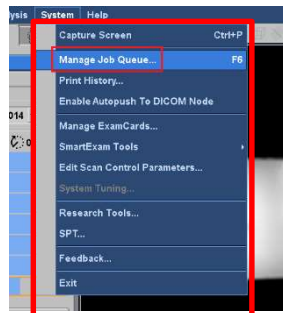 ysis System Help
Capture Screen Ctrl+P
Manage Job Queue... F6
Print History...
Enable Autopush To DICOM Node
014
Manage ExamCards...
SmartExam Tools
Edit Scan Control Parameters...
System Tuning...
Research Tools...
SPT...
Feedback...
Exit